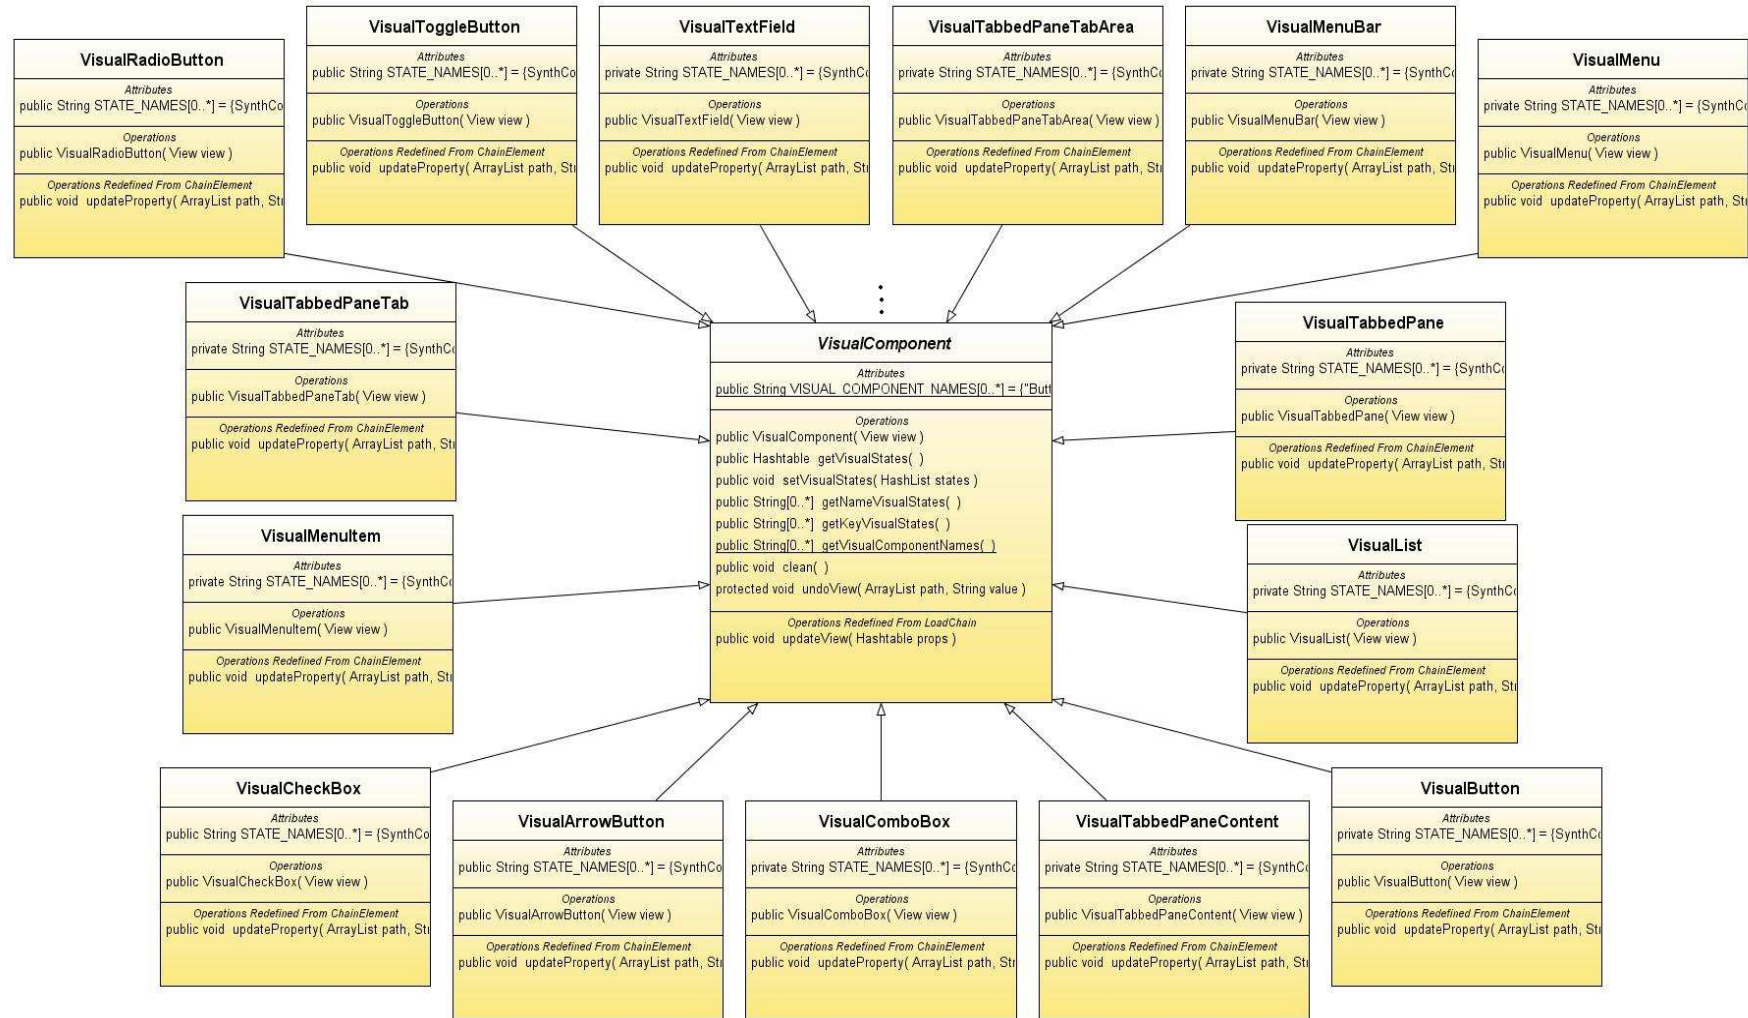 VisualRadioButton
Attributes
public String STATE_NAMES[0..*] = {SynthCo
Operations
public VisualRadioButton( View view )
Operations Redefined From ChainElement
public void updateProperty( ArrayList path, Str
VisualToggleButton
Attributes
public String STATE_NAMES[0..*] = {SynthCo
Operations
public VisualToggleButton( View view )
Operations Redefined From ChainElement
public void updateProperty( ArrayList path, Str
VisualTextField
Attributes
private String STATE_NAMES[0..*] = {SynthCo
Operations
public VisualTextField( View view )
Operations Redefined From ChainElement
public void updateProperty( ArrayList path, Str
VisualTabbedPaneTabArea
Attributes
private String STATE_NAMES[0..*] = {SynthCo
Operations
public VisualTabbedPaneTabArea( View view )
Operations Redefined From ChainElement
public void updateProperty( ArrayList path, Str
VisualMenuBar
Attributes
private String STATE_NAMES[0..*] = {SynthCo
Operations
public VisualMenuBar( View view )
Operations Redefined From ChainElement
public void updateProperty( ArrayList path, Str
VisualMenu
Attributes
private String STATE_NAMES[0..*] = {SynthCo
Operations
public VisualMenu( View view )
Operations Redefined From ChainElement
public void updateProperty( ArrayList path, Str
VisualTabbedPaneTab
Attributes
private String STATE_NAMES[0..*] = {SynthCo
Operations
public VisualTabbedPaneTab( View view )
Operations Redefined From ChainElement
public void updateProperty( ArrayList path, Str
VisualComponent
Attributes
public String VISUAL_COMPONENT_NAMES[0..*] = {"Butt
Operations
public VisualComponent( View view )
public Hashtable getVisualStates( )
public void setVisualStates( HashList states )
public String[0..*] getNameVisualStates( )
public String[0..*] getKeyVisualStates( )
public String[0..*] getVisualComponentNames( )
public void clean( )
protected void undoView( ArrayList path, String value )
Operations Redefined From LoadChain
public void updateView( Hashtable props )
VisualTabbedPane
Attributes
private String STATE_NAMES[0..*] = {SynthCo
Operations
public VisualTabbedPane( View view )
Operations Redefined From ChainElement
public void updateProperty( ArrayList path, Str
VisualMenuItem
Attributes
private String STATE_NAMES[0..*] = {SynthCo
Operations
public VisualMenuItem( View view )
Operations Redefined From ChainElement
public void updateProperty( ArrayList path, Str
VisualList
Attributes
private String STATE_NAMES[0..*] = {SynthCo
Operations
public VisualList( View view )
Operations Redefined From ChainElement
public void updateProperty( ArrayList path, Str
VisualCheckBox
Attributes
public String STATE_NAMES[0..*] = {SynthCo
Operations
public VisualCheckBox( View view )
Operations Redefined From ChainElement
public void updateProperty( ArrayList path, Str
VisualArrowButton
Attributes
public String STATE_NAMES[0..*] = {SynthCo
Operations
public VisualArrowButton( View view )
Operations Redefined From ChainElement
public void updateProperty( ArrayList path, Str
VisualComboBox
Attributes
private String STATE_NAMES[0..*] = {SynthCo
Operations
public VisualComboBox( View view )
Operations Redefined From ChainElement
public void updateProperty( ArrayList path, Str
VisualTabbedPaneContent
Attributes
private String STATE_NAMES[0..*] = {SynthCo
Operations
public VisualTabbedPaneContent( View view )
Operations Redefined From ChainElement
public void updateProperty( ArrayList path, Str
VisualButton
Attributes
private String STATE_NAMES[0..*] = {SynthCo
Operations
public VisualButton( View view )
Operations Redefined From ChainElement
public void updateProperty( ArrayList path, Str